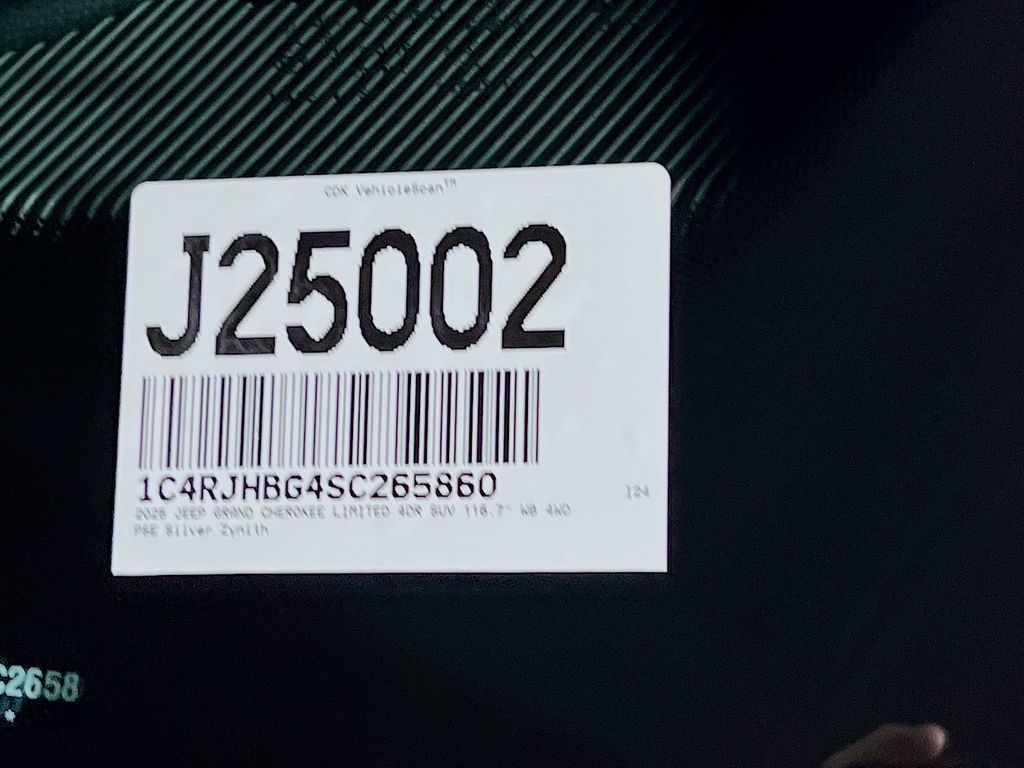 CDK VehicleScan™
J25002
1C4RJHBG4SC265860
I24
2025 JEEP GRAND CHEROKEE LIMITED 4DR SUV 116.7" WB 4WD
PSE Silver Zynith
C2658
*